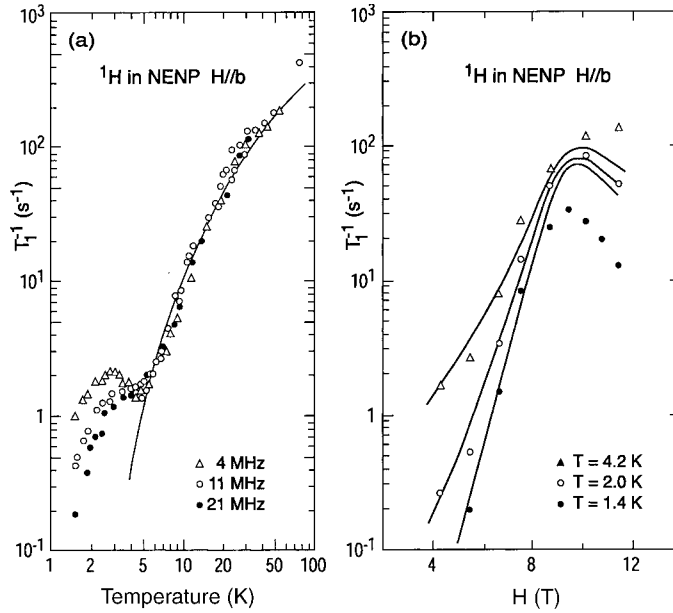 (a)
¹H in NENP H//b
T₁⁻¹ (s⁻¹)
10³
10²
10¹
1
10⁻¹
△ 4 MHz
○ 11 MHz
● 21 MHz
1 2 5 10 20 50 100
Temperature (K)
(b)
¹H in NENP H//b
T₁⁻¹ (s⁻¹)
10³
10²
10¹
1
10⁻¹
▲ T = 4.2 K
○ T = 2.0 K
● T = 1.4 K
4 8 12
H (T)